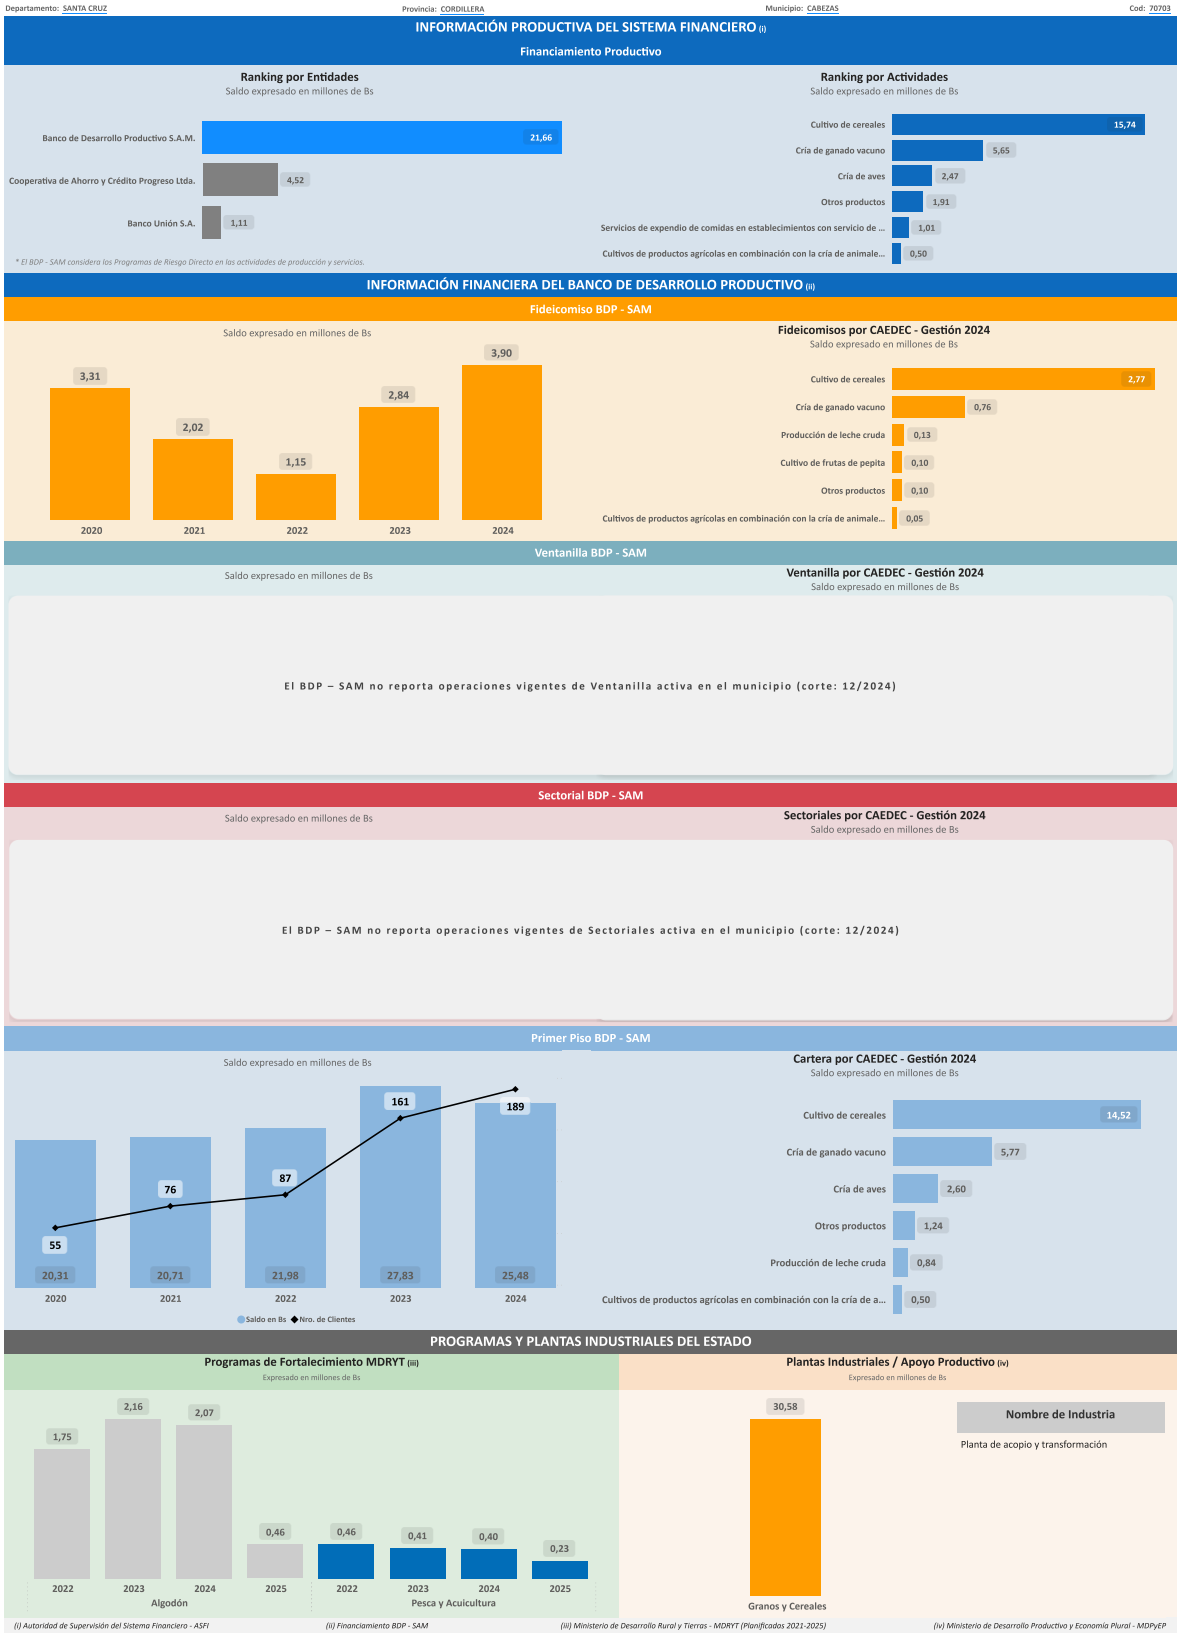 Departamento: SANTA CRUZ Provincia: CORDILLERA Municipio: CABEZAS Cod: 70703
INFORMACIÓN PRODUCTIVA DEL SISTEMA FINANCIERO (i)
Financiamiento Productivo
Ranking por Entidades
Saldo expresado en millones de Bs
Banco de Desarrollo Productivo S.A.M. 21,66
Cooperativa de Ahorro y Crédito Progreso Ltda. 4,52
Banco Unión S.A. 1,11
* El BDP - SAM considera los Programas de Riesgo Directo en las actividades de producción y servicios.
Ranking por Actividades
Saldo expresado en millones de Bs
Cultivo de cereales 15,74
Cría de ganado vacuno 5,65
Cría de aves 2,47
Otros productos 1,91
Servicios de expendio de comidas en establecimientos con servicio de ... 1,01
Cultivos de productos agrícolas en combinación con la cría de animale... 0,50
INFORMACIÓN FINANCIERA DEL BANCO DE DESARROLLO PRODUCTIVO (ii)
Fideicomiso BDP - SAM
Saldo expresado en millones de Bs
3,31 2,02 1,15 2,84 3,90
2020 2021 2022 2023 2024
Fideicomisos por CAEDEC - Gestión 2024
Saldo expresado en millones de Bs
Cultivo de cereales 2,77
Cría de ganado vacuno 0,76
Producción de leche cruda 0,13
Cultivo de frutas de pepita 0,10
Otros productos 0,10
Cultivos de productos agrícolas en combinación con la cría de animale... 0,05
Ventanilla BDP - SAM
Saldo expresado en millones de Bs
Ventanilla por CAEDEC - Gestión 2024
Saldo expresado en millones de Bs
El BDP – SAM no reporta operaciones vigentes de Ventanilla activa en el municipio (corte: 12/2024)
Sectorial BDP - SAM
Saldo expresado en millones de Bs
Sectoriales por CAEDEC - Gestión 2024
Saldo expresado en millones de Bs
El BDP – SAM no reporta operaciones vigentes de Sectoriales activa en el municipio (corte: 12/2024)
Primer Piso BDP - SAM
Saldo expresado en millones de Bs
55 76 87 161 189
20,31 20,71 21,98 27,83 25,48
2020 2021 2022 2023 2024
Saldo en Bs Nro. de Clientes
Cartera por CAEDEC - Gestión 2024
Saldo expresado en millones de Bs
Cultivo de cereales 14,52
Cría de ganado vacuno 5,77
Cría de aves 2,60
Otros productos 1,24
Producción de leche cruda 0,84
Cultivos de productos agrícolas en combinación con la cría de a... 0,50
PROGRAMAS Y PLANTAS INDUSTRIALES DEL ESTADO
Programas de Fortalecimiento MDRYT (iii)
Expresado en millones de Bs
1,75 2,16 2,07 0,46 0,46 0,41 0,40 0,23
2022 2023 2024 2025 2022 2023 2024 2025
Algodón Pesca y Acuicultura
Plantas Industriales / Apoyo Productivo (iv)
Expresado en millones de Bs
30,58
Granos y Cereales
Nombre de Industria
Planta de acopio y transformación
(i) Autoridad de Supervisión del Sistema Financiero - ASFI (ii) Financiamiento BDP - SAM (iii) Ministerio de Desarrollo Rural y Tierras - MDRYT (Planificadas 2021-2025) (iv) Ministerio de Desarrollo Productivo y Economía Plural - MDPyEP